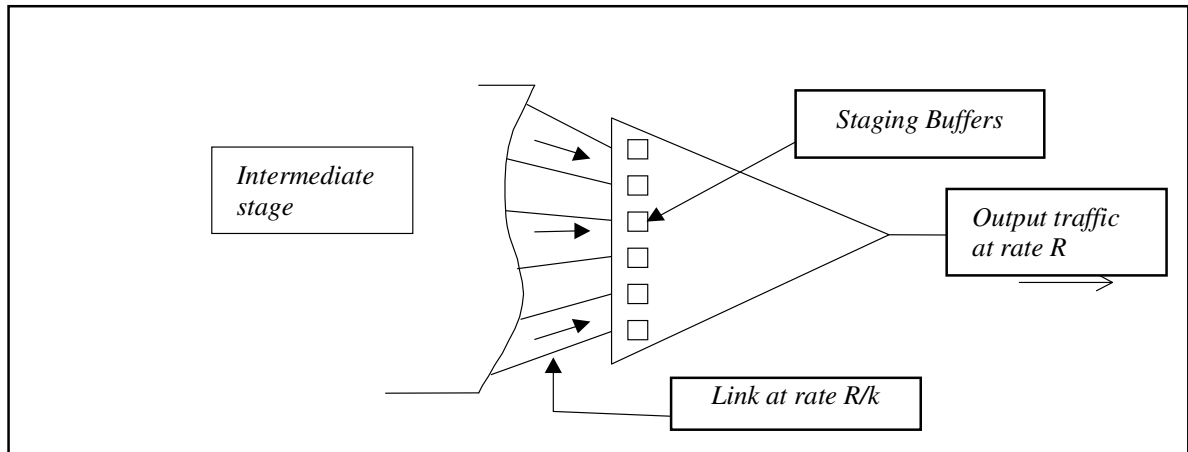 Staging Buffers
Intermediate
stage
Output traffic
at rate R
Link at rate R/k